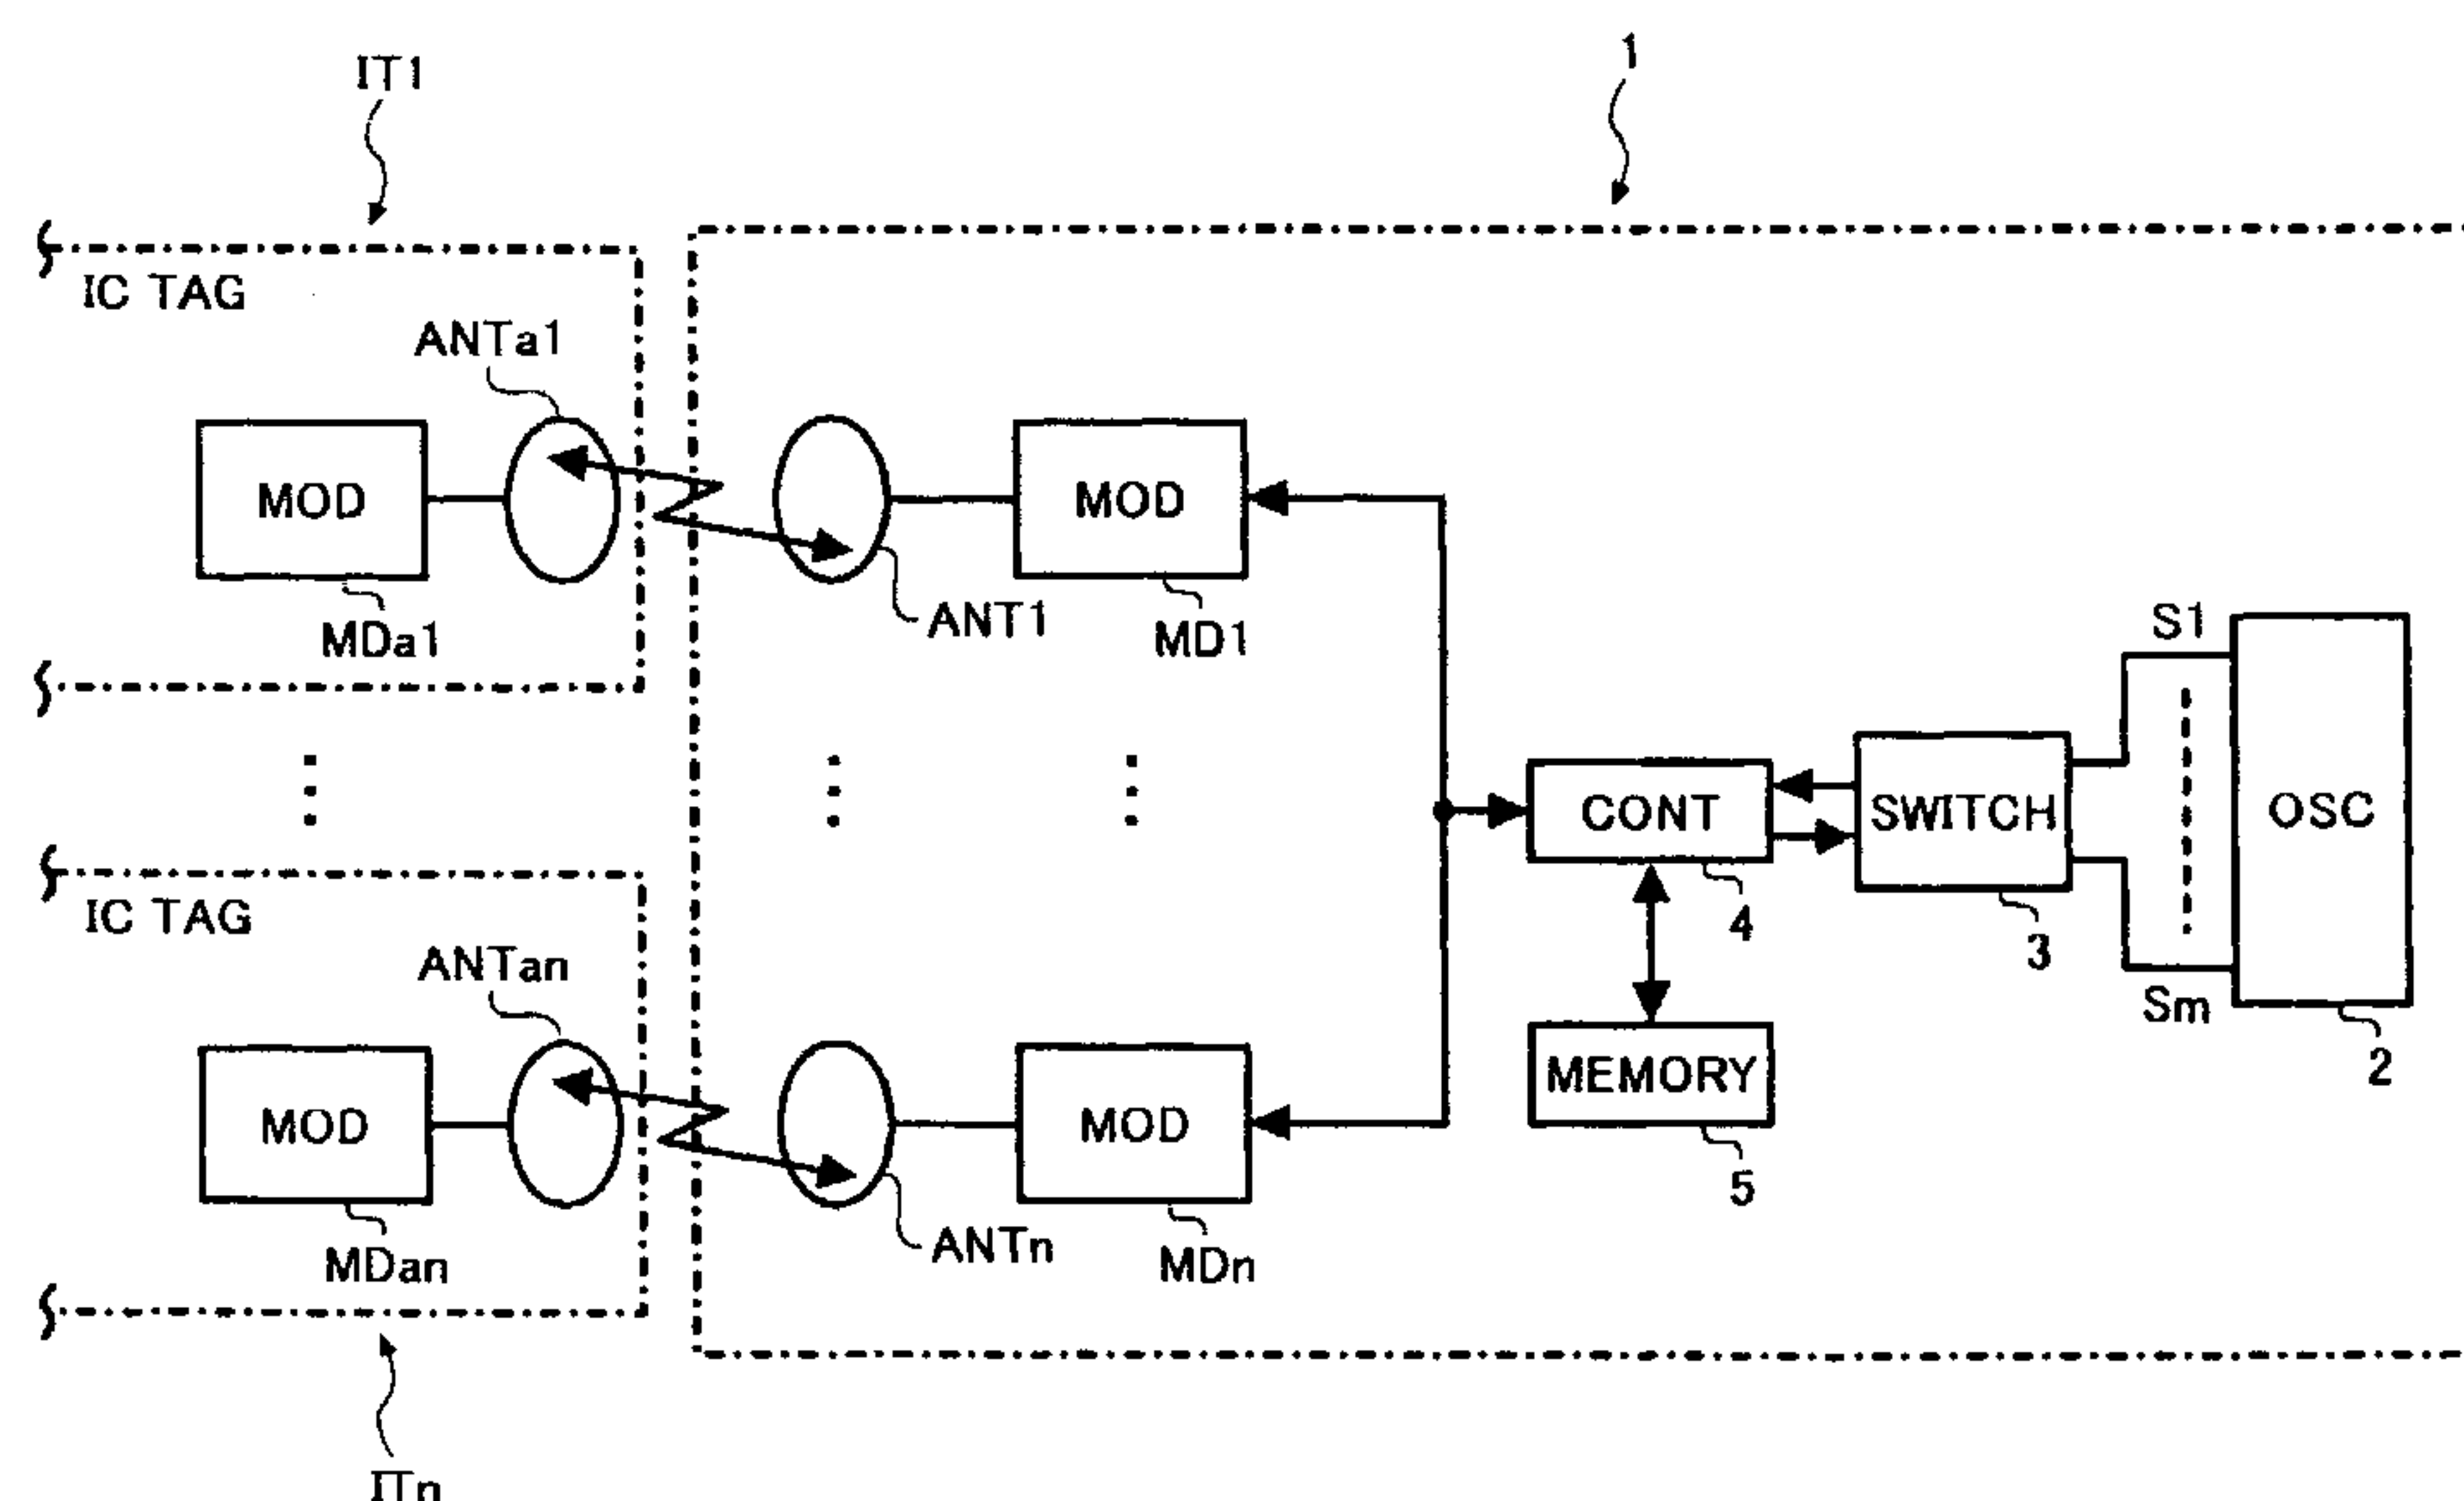 IT1
1
IC TAG
ANTa1
MOD
MOD
ANT1
MDa1
MD1
S1
CONT
SWITCH
OSC
IC TAG
4
3
ANTan
Sm
2
MEMORY
MOD
MOD
5
ANTn
MDan
MDn
ITn